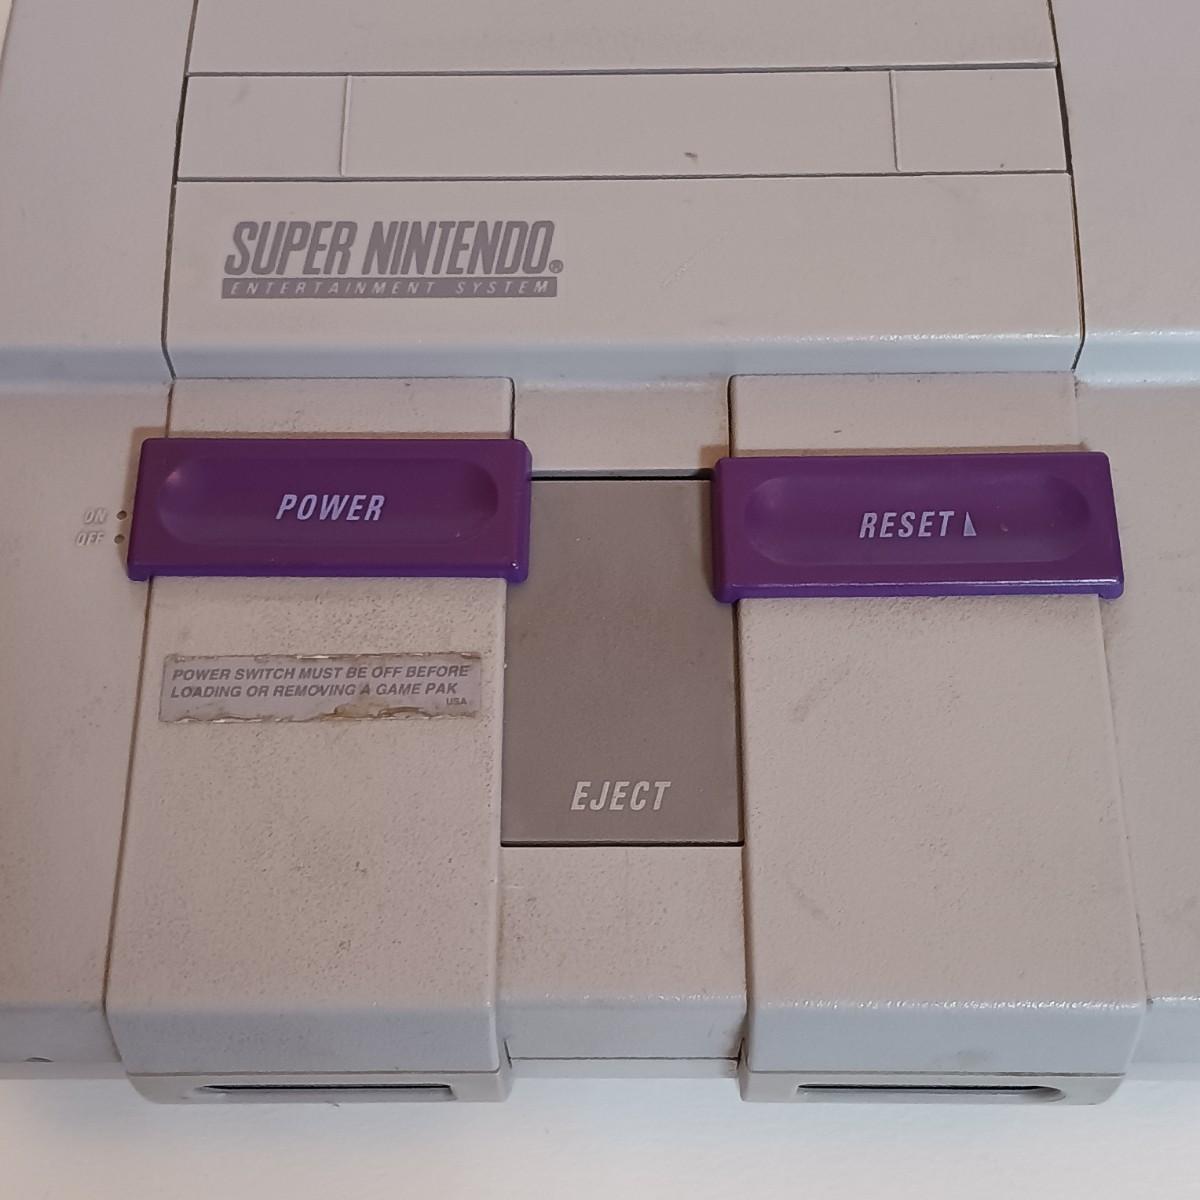 SUPER NINTENDO®
ENTERTAINMENT SYSTEM
ON
OFF
POWER
RESET
POWER SWITCH MUST BE OFF BEFORE
LOADING OR REMOVING A GAME PAK
USA
EJECT